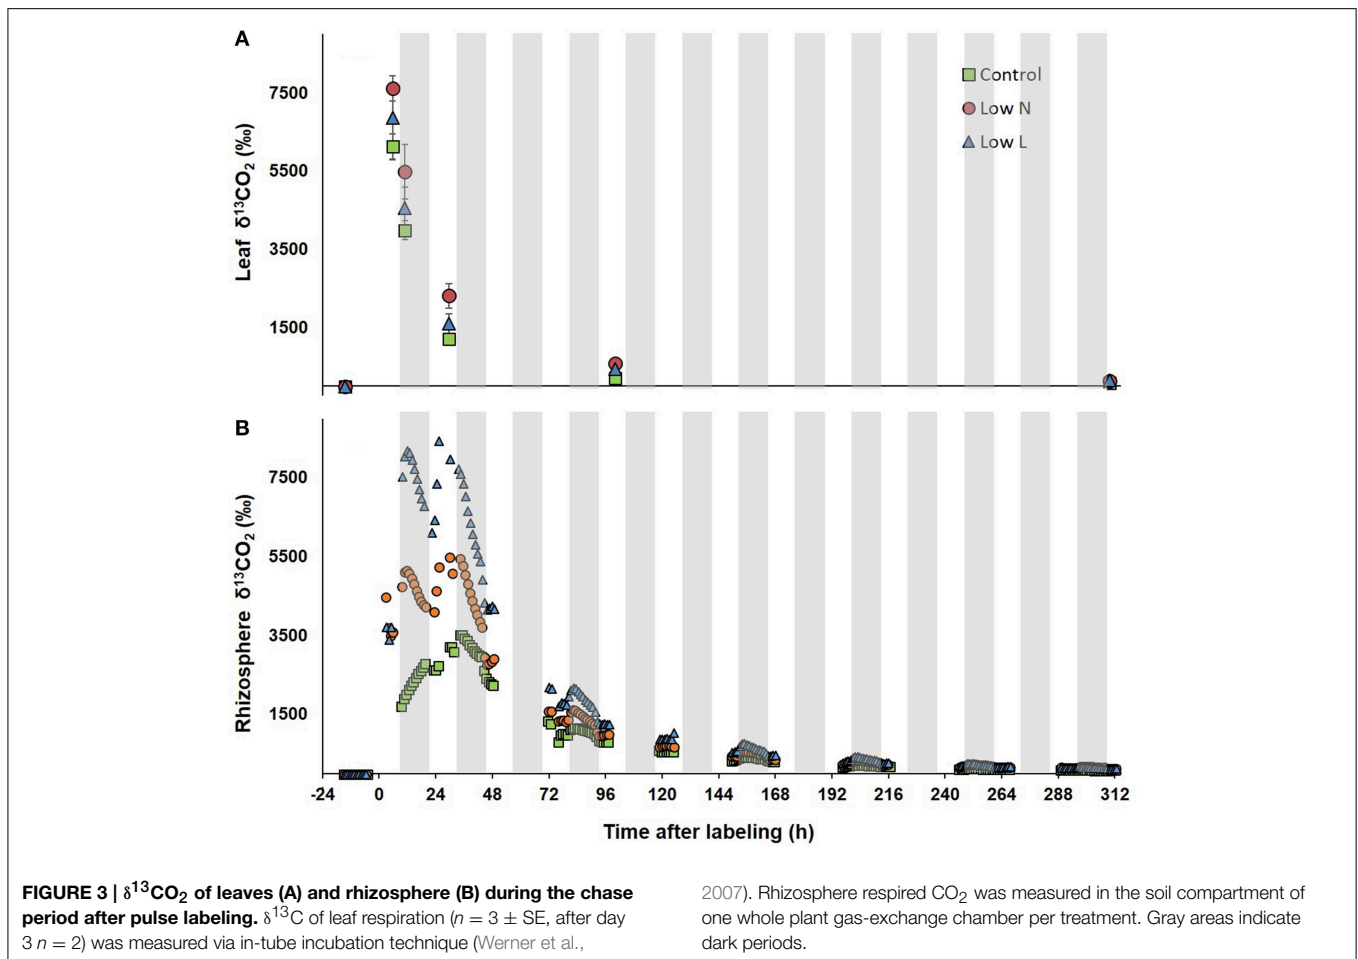 A
7500
5500
3500
1500
Leaf δ¹³CO₂ (‰)
Control
Low N
Low L
B
7500
5500
3500
1500
Rhizosphere δ¹³CO₂ (‰)
-24 0 24 48 72 96 120 144 168 192 216 240 264 288 312
Time after labeling (h)
FIGURE 3 | δ¹³CO₂ of leaves (A) and rhizosphere (B) during the chase
period after pulse labeling. δ¹³C of leaf respiration (n = 3 ± SE, after day
3 n = 2) was measured via in-tube incubation technique (Werner et al.,
2007). Rhizosphere respired CO₂ was measured in the soil compartment of
one whole plant gas-exchange chamber per treatment. Gray areas indicate
dark periods.